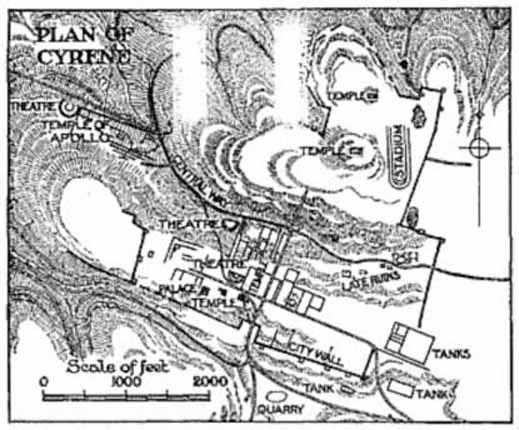 PLAN OF
CYRENE
THEATRE
TEMPLE OF
APOLLO
TEMPLE
TEMPLE
STADIUM
CENTRAL
THEATRE
THEATRE
LATE RUINS
PALACE
TEMPLE
CITY WALL
TANKS
TANK
TANK
QUARRY
Scale of feet
0 1000 2000